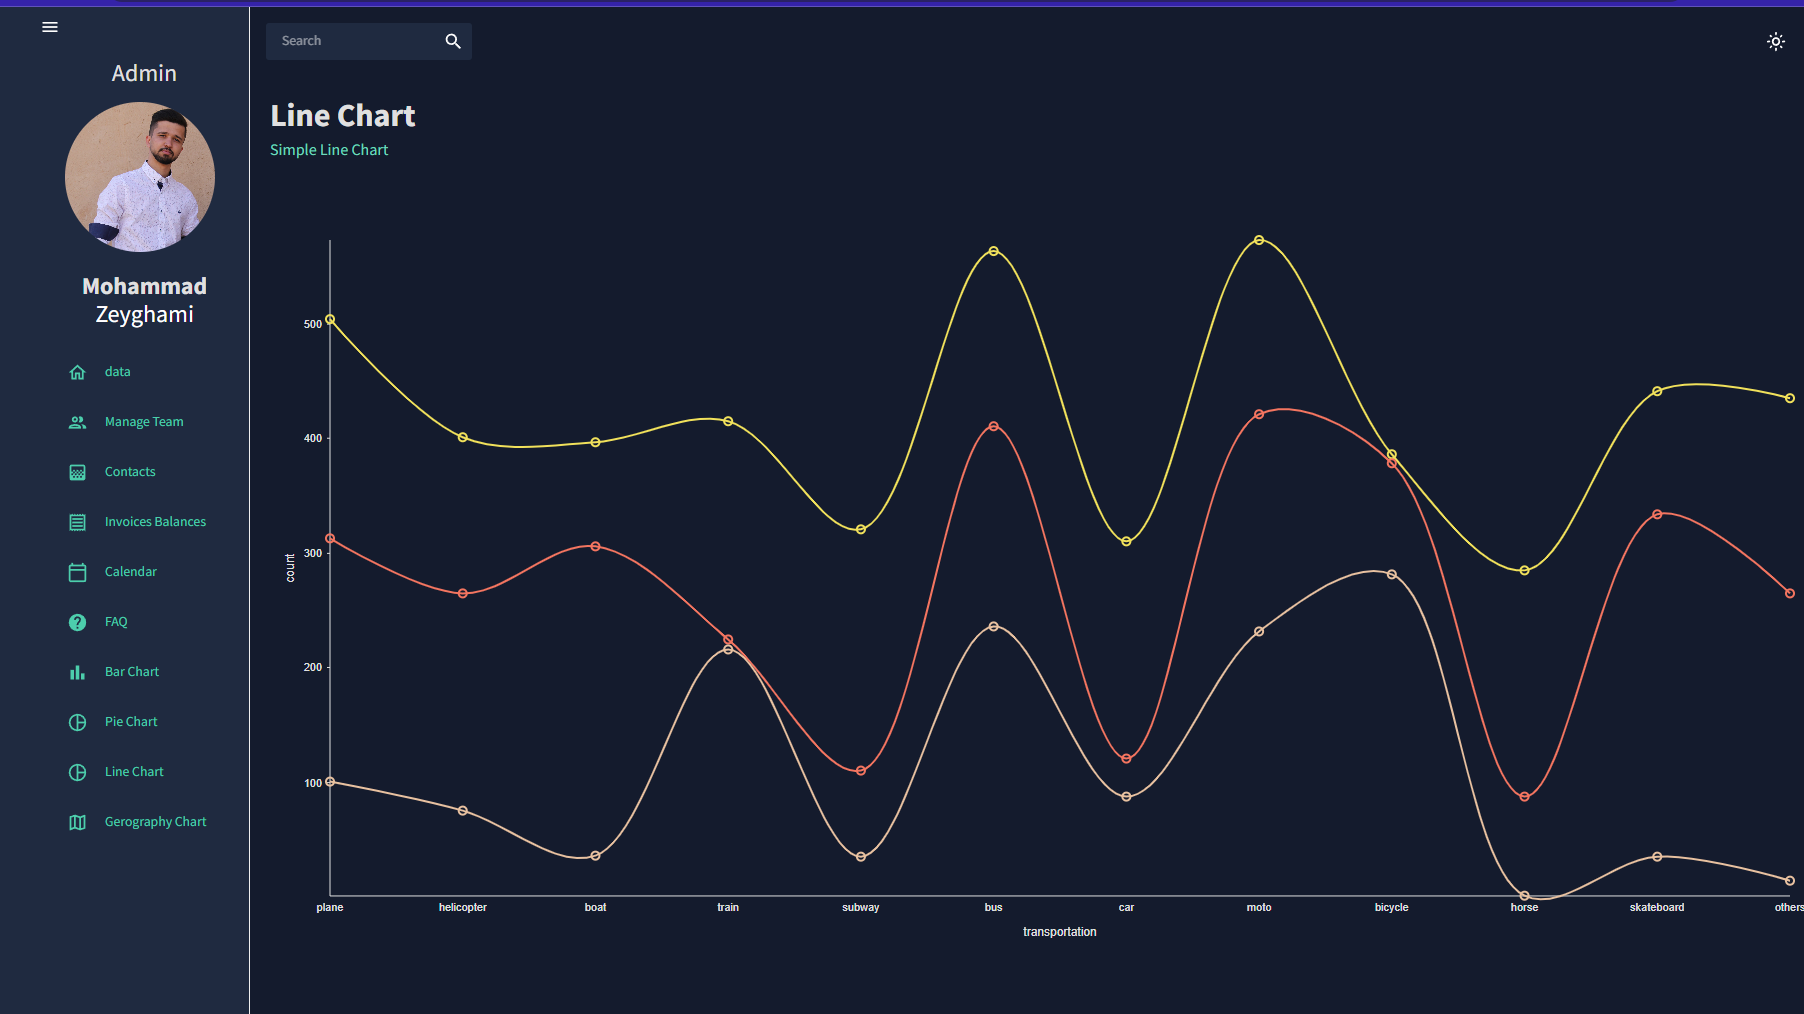 Search
Admin
Mohammad
Zeyghami
data
Manage Team
Contacts
Invoices Balances
Calendar
FAQ
Bar Chart
Pie Chart
Line Chart
Gerography Chart
Line Chart
Simple Line Chart
500
400
300
200
100
count
plane helicopter boat train subway bus car moto bicycle horse skateboard others
transportation